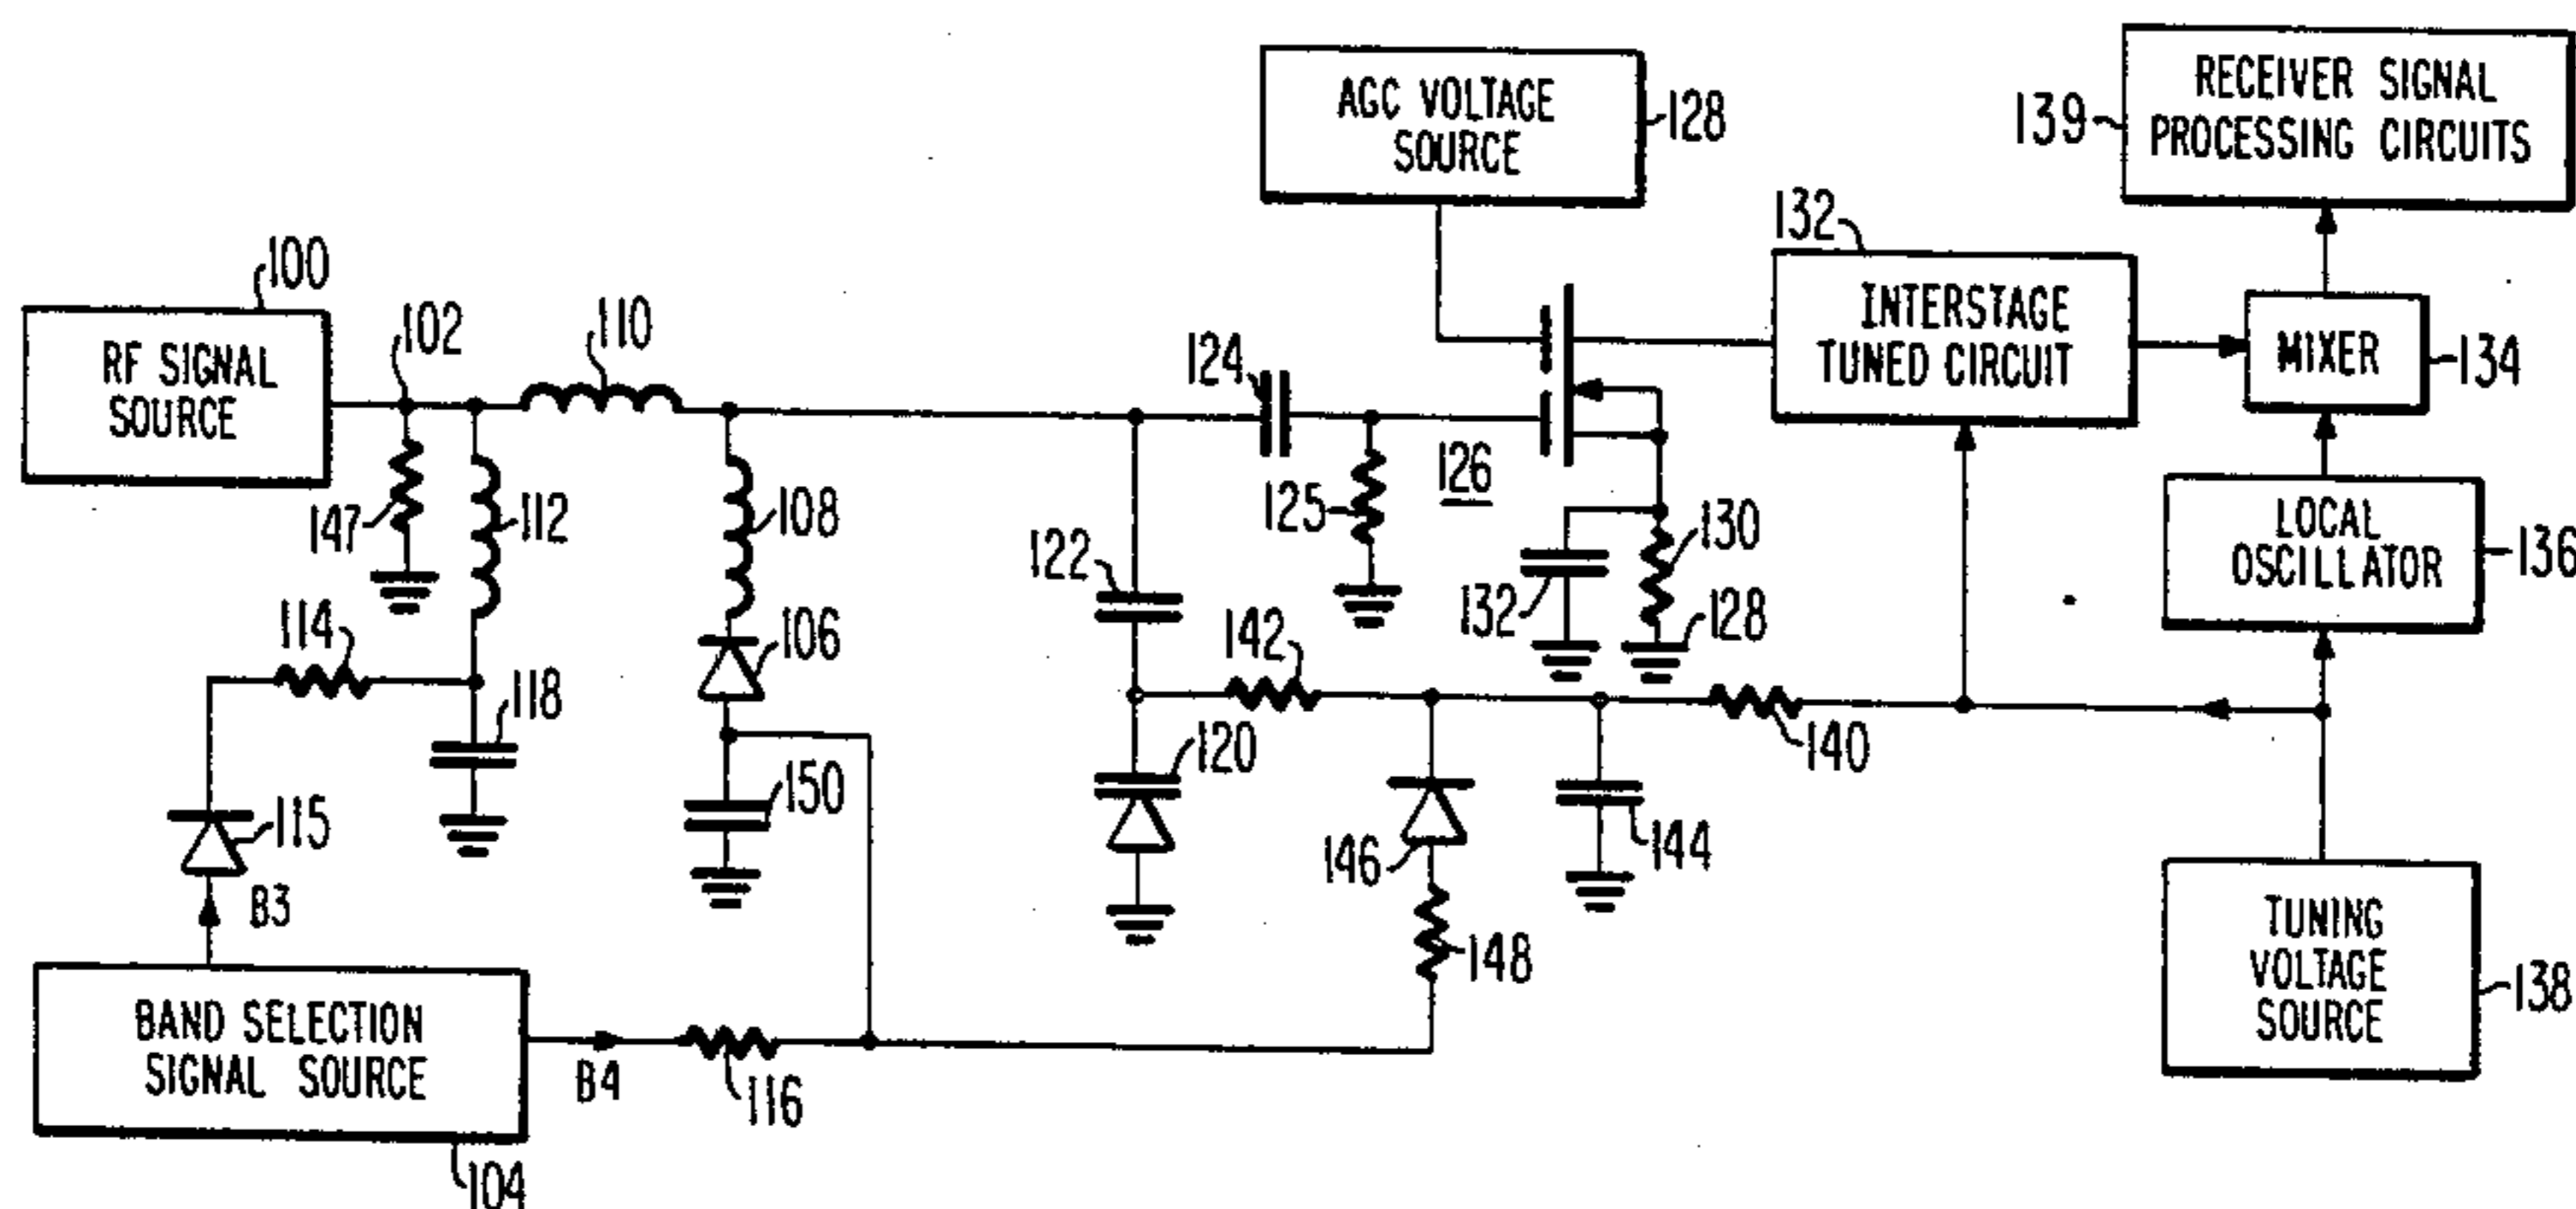 AGC VOLTAGE
SOURCE
128
RECEIVER SIGNAL
PROCESSING CIRCUITS
139
100
RF SIGNAL
SOURCE
102
110
124
132
INTERSTAGE
TUNED CIRCUIT
MIXER
134
147
112
108
125
126
LOCAL
OSCILLATOR
136
122
132
130
128
114
118
106
142
140
115
B3
150
120
146
144
148
TUNING
VOLTAGE
SOURCE
138
BAND SELECTION
SIGNAL SOURCE
104
B4
116